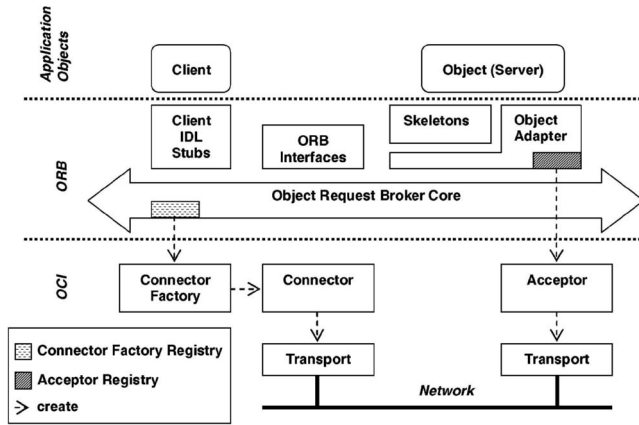 Application
Objects
Client
Object (Server)
ORB
Client
IDL
Stubs
ORB
Interfaces
Skeletons
Object
Adapter
Object Request Broker Core
OCI
Connector
Factory
Connector
Acceptor
Transport
Transport
Network
Connector Factory Registry
Acceptor Registry
create